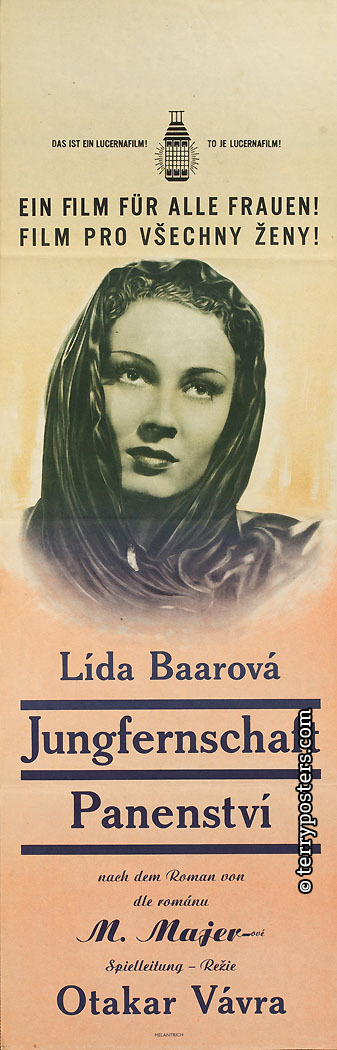 DAS IST EIN LUCERNAFILM! TO JE LUCERNAFILM!
EIN FILM FÜR ALLE FRAUEN!
FILM PRO VŠECHNY ŽENY!
Lída Baarová
Jungfernschaft
Panenství
nach dem Roman von
dle románu
M. Majer-ové
Spielleitung – Režie
Otakar Vávra
MELANTRICH
© terryposters.com